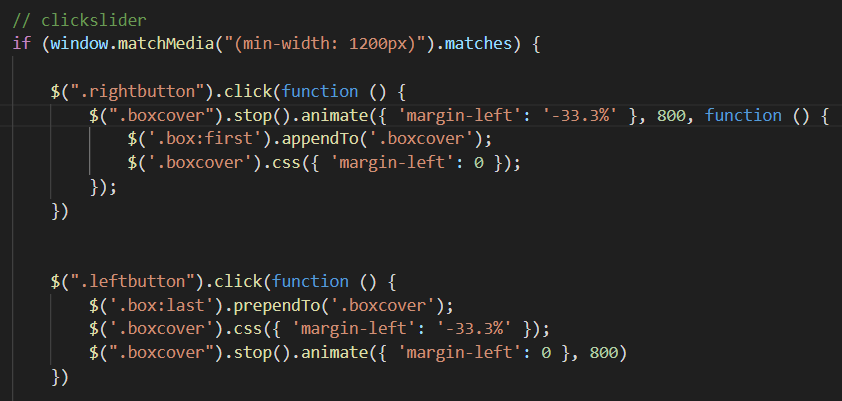 // clickslider
if (window.matchMedia("(min-width: 1200px)").matches) {
$(".rightbutton").click(function () {
$(".boxcover").stop().animate({ 'margin-left': '-33.3%' }, 800, function () {
$('.box:first').appendTo('.boxcover');
$('.boxcover').css({ 'margin-left': 0 });
});
})
$(".leftbutton").click(function () {
$('.box:last').prependTo('.boxcover');
$('.boxcover').css({ 'margin-left': '-33.3%' });
$(".boxcover").stop().animate({ 'margin-left': 0 }, 800)
})